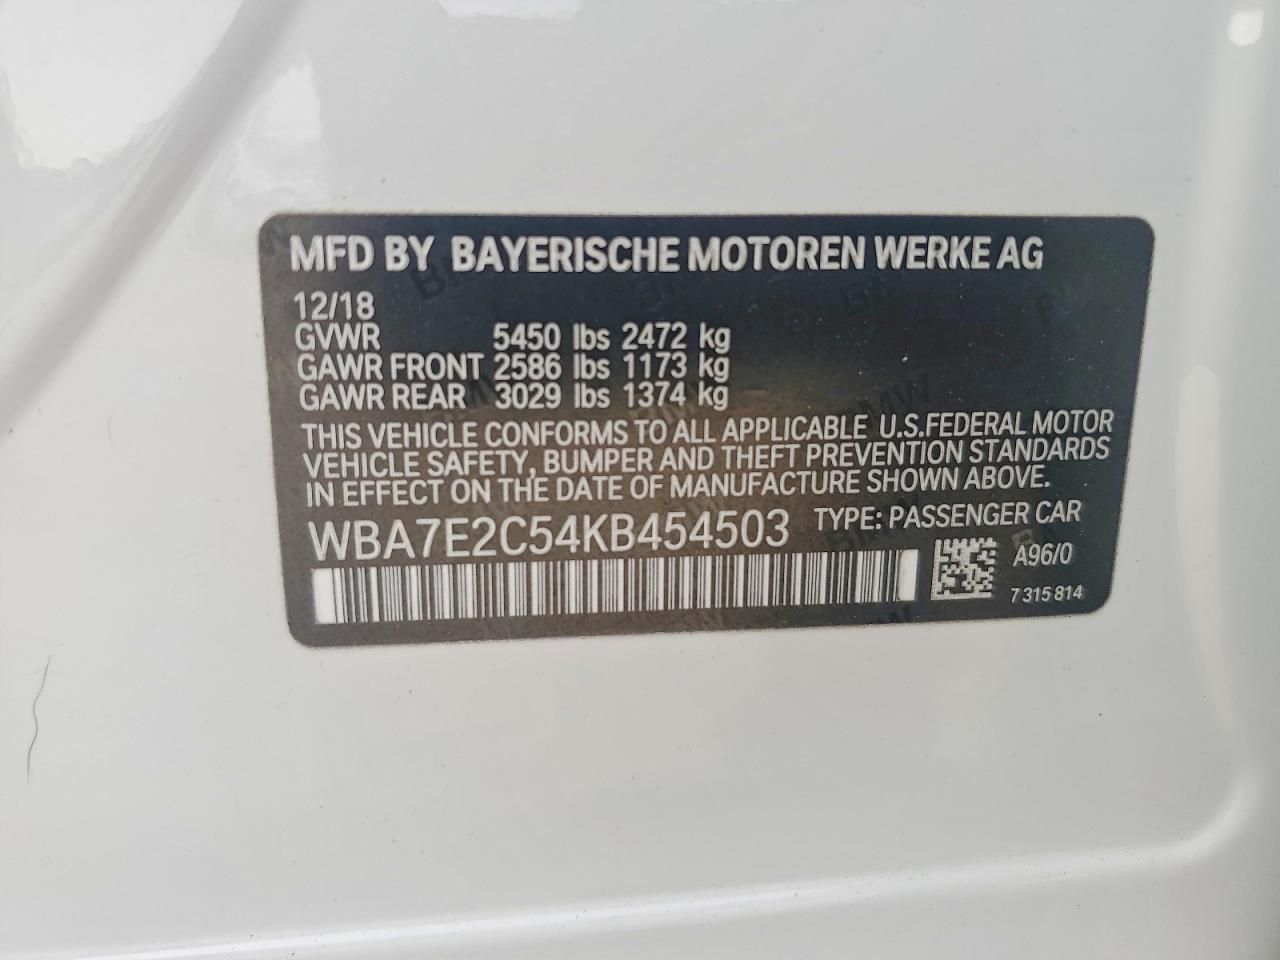 MFD BY BAYERISCHE MOTOREN WERKE AG
12/18
GVWR 5450 lbs 2472 kg
GAWR FRONT 2586 lbs 1173 kg
GAWR REAR 3029 lbs 1374 kg
THIS VEHICLE CONFORMS TO ALL APPLICABLE U.S.FEDERAL MOTOR
VEHICLE SAFETY, BUMPER AND THEFT PREVENTION STANDARDS
IN EFFECT ON THE DATE OF MANUFACTURE SHOWN ABOVE.
WBA7E2C54KB454503 TYPE: PASSENGER CAR
A96/0
7 315 814